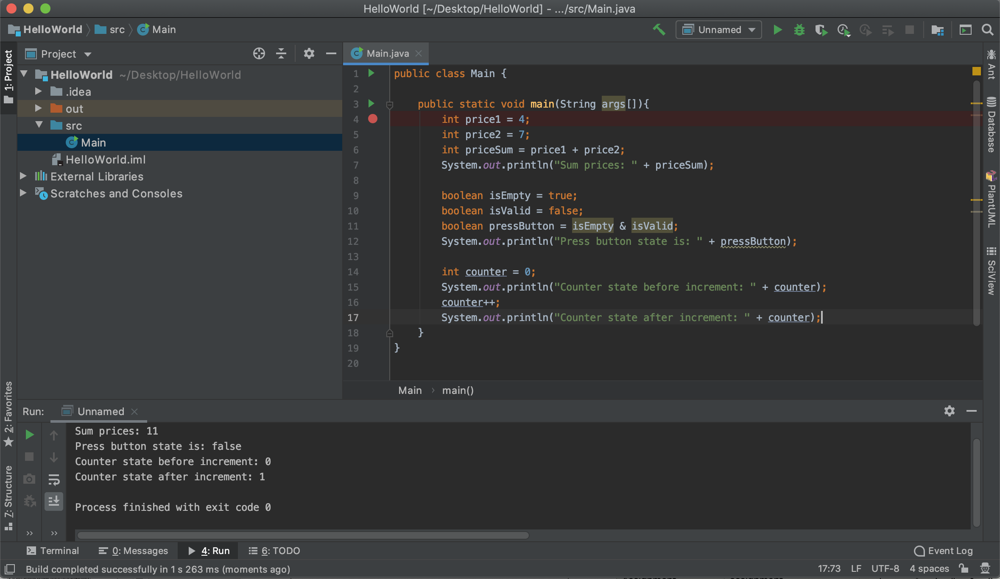 HelloWorld [~/Desktop/HelloWorld] - .../src/Main.java
HelloWorld src Main
Unnamed
1: Project
Project
HelloWorld ~/Desktop/HelloWorld
.idea
out
src
Main
HelloWorld.iml
External Libraries
Scratches and Consoles
Main.java
1 public class Main {
2
3 public static void main(String args[]){
4 int price1 = 4;
5 int price2 = 7;
6 int priceSum = price1 + price2;
7 System.out.println("Sum prices: " + priceSum);
8
9 boolean isEmpty = true;
10 boolean isValid = false;
11 boolean pressButton = isEmpty & isValid;
12 System.out.println("Press button state is: " + pressButton);
13
14 int counter = 0;
15 System.out.println("Counter state before increment: " + counter);
16 counter++;
17 System.out.println("Counter state after increment: " + counter);
18 }
19 }
20
Main › main()
Ant
Database
PlantUML
SciView
2: Favorites
7: Structure
Run: Unnamed
Sum prices: 11
Press button state is: false
Counter state before increment: 0
Counter state after increment: 1
Process finished with exit code 0
Terminal 0: Messages 4: Run 6: TODO Event Log
Build completed successfully in 1 s 263 ms (moments ago) 17:73 LF UTF-8 4 spaces